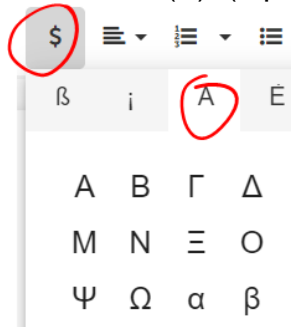 $
ß ¡ Α Έ
Α Β Γ Δ
Μ Ν Ξ Ο
Ψ Ω α β